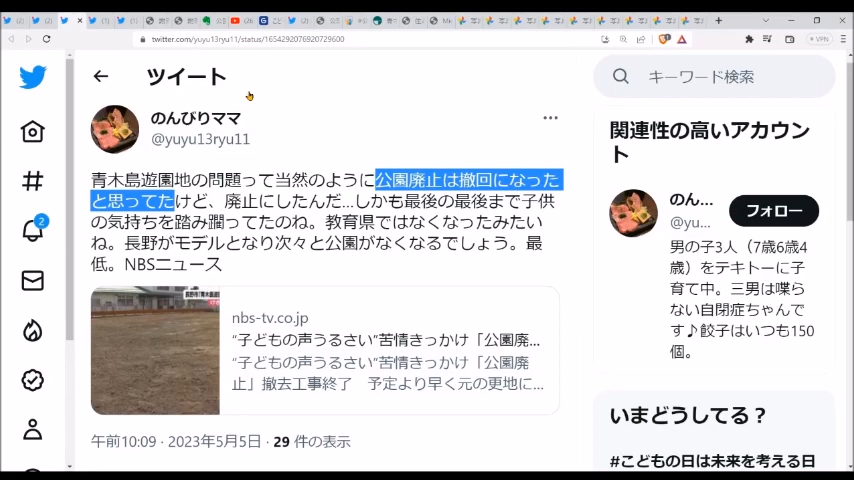 twitter.com/yuyu13ryu11/status/1654292076920729600
VPN
ツイート
キーワード検索
のんびりママ
@yuyu13ryu11
青木島遊園地の問題って当然のように公園廃止は撤回になった
と思ってたけど、廃止にしたんだ...しかも最後の最後まで子供
の気持ちを踏み躙ってたのね。教育県ではなくなったみたい
ね。長野がモデルとなり次々と公園がなくなるでしょう。最
低。NBSニュース
nbs-tv.co.jp
“子どもの声うるさい”苦情きっかけ「公園廃...
“子どもの声うるさい”苦情きっかけ「公園廃
止」撤去工事終了 予定より早く元の更地に...
午前10:09 · 2023年5月5日 · 29 件の表示
2
関連性の高いアカウン
ト
のん...
@yu...
フォロー
男の子3人（7歳6歳4
歳）をテキトーに子
育て中。三男は喋ら
ない自閉症ちゃんで
す♪餃子はいつも150
個。
いまどうしてる？
#こどもの日は未来を考える日